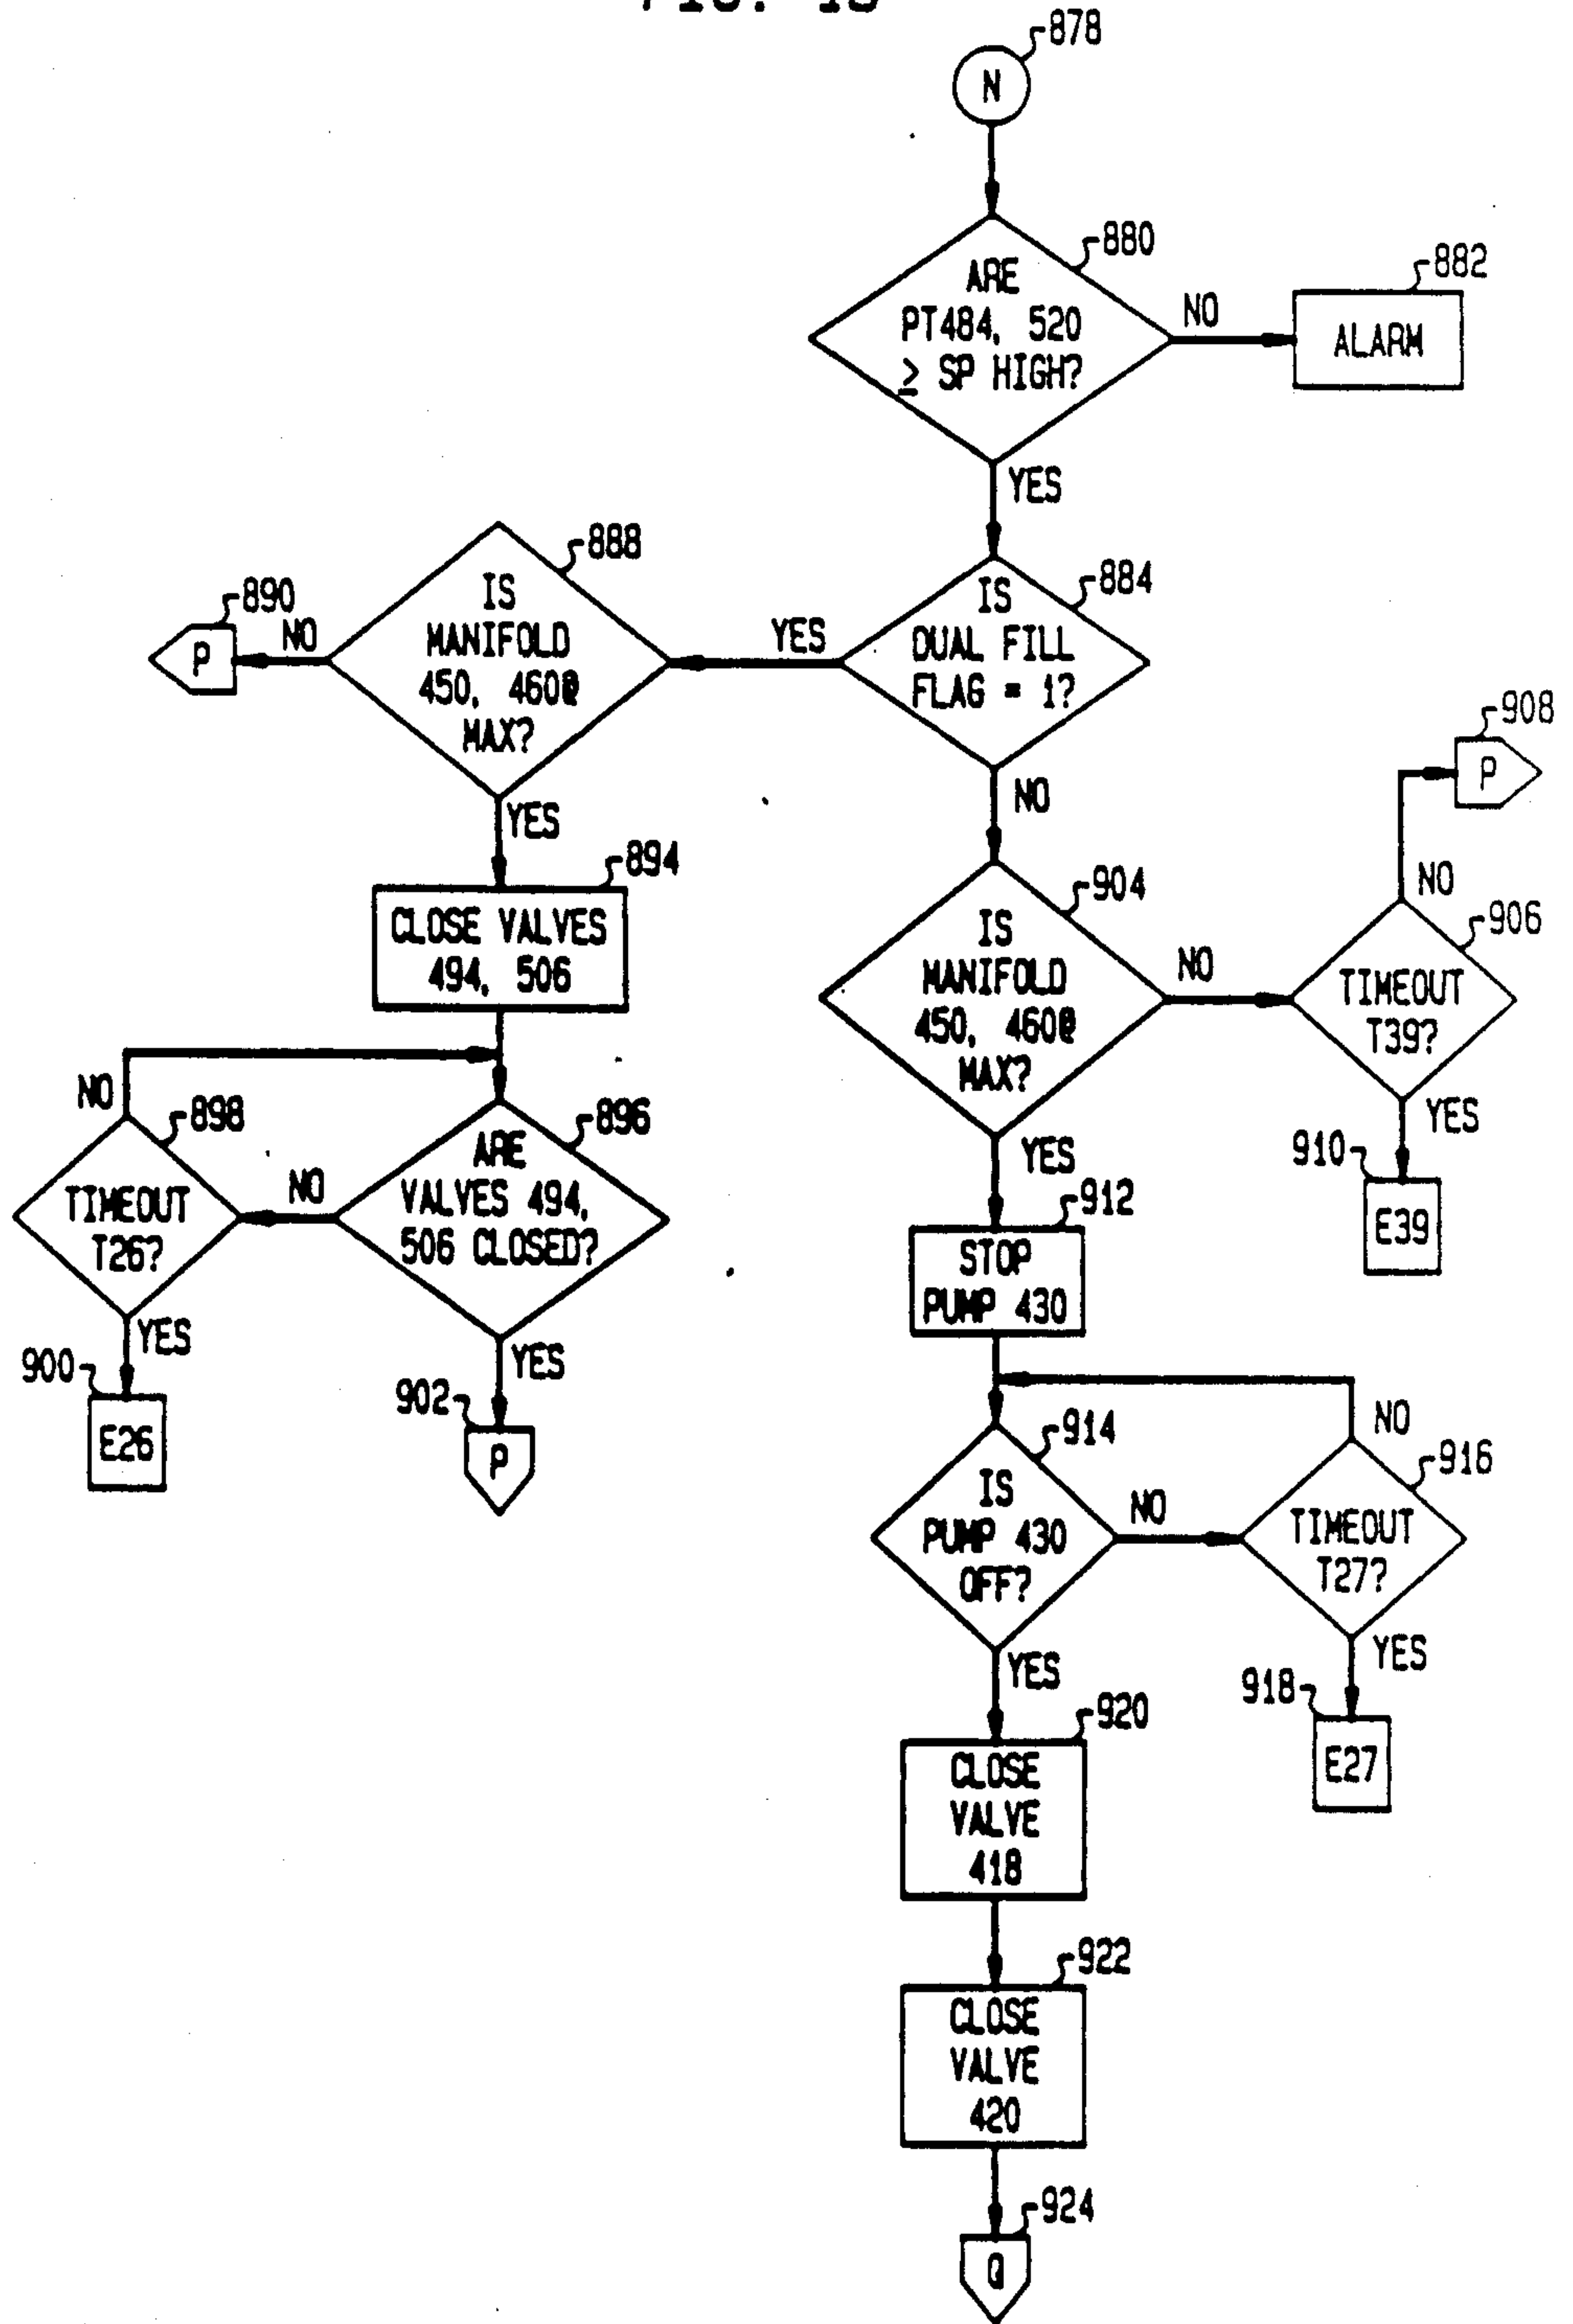 878
N
880
ARE
PT484, 520
≥ SP HIGH?
NO
882
ALARM
YES
884
IS
DUAL FILL
FLAG = 1?
YES
888
IS
MANIFOLD
450, 460@
MAX?
NO
890
P
YES
894
CLOSE VALVES
494, 506
896
ARE
VALVES 494,
506 CLOSED?
NO
898
TIMEOUT
T26?
NO
YES
900
E26
YES
902
P
NO
904
IS
MANIFOLD
450, 460@
MAX?
NO
906
TIMEOUT
T39?
NO
908
P
YES
910
E39
YES
912
STOP
PUMP 430
914
IS
PUMP 430
OFF?
NO
916
TIMEOUT
T27?
NO
YES
918
E27
YES
920
CLOSE
VALVE
418
922
CLOSE
VALVE
420
924
Q